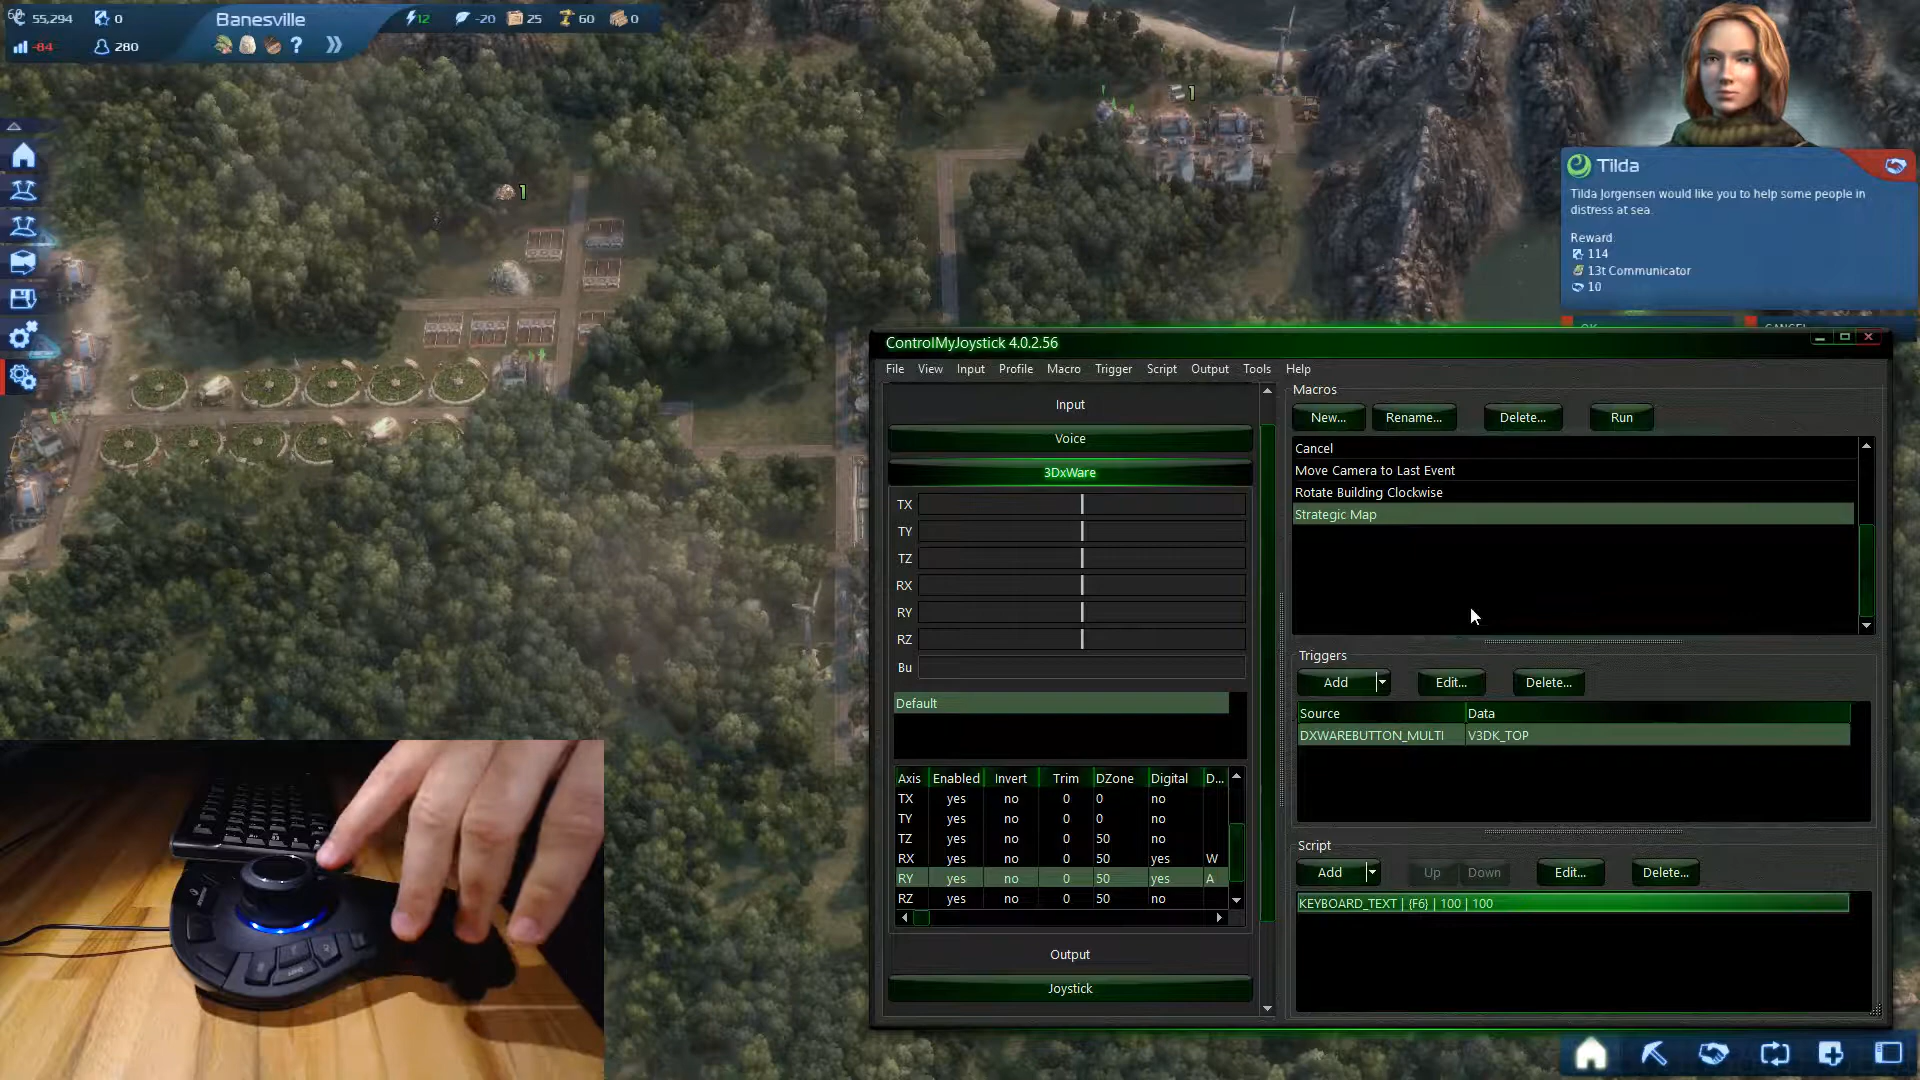 55,294
0
Banesville
12
-20
25
60
0
-84
280
?
1
1
Tilda
Tilda Jorgensen would like you to help some people in
distress at sea.
Reward:
114
13t Communicator
10
OK
CANCEL
ControlMyJoystick 4.0.2.56
File View Input Profile Macro Trigger Script Output Tools Help
Input
Voice
3DxWare
TX
TY
TZ
RX
RY
RZ
Bu
Default
Axis Enabled Invert Trim DZone Digital D...
TX yes no 0 0 no
TY yes no 0 0 no
TZ yes no 0 50 no
RX yes no 0 50 yes W
RY yes no 0 50 yes A
RZ yes no 0 50 no
Output
Joystick
Macros
New... Rename... Delete... Run
Cancel
Move Camera to Last Event
Rotate Building Clockwise
Strategic Map
Triggers
Add Edit... Delete...
Source Data
DXWAREBUTTON_MULTI V3DK_TOP
Script
Add Up Down Edit... Delete...
KEYBOARD_TEXT | {F6} | 100 | 100